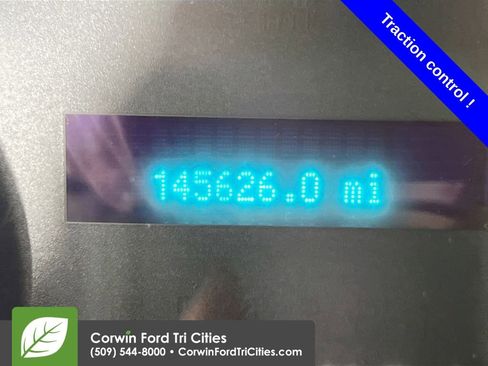 Traction control !
145626.0 mi
Corwin Ford Tri Cities
(509) 544-8000 • CorwinFordTriCities.com